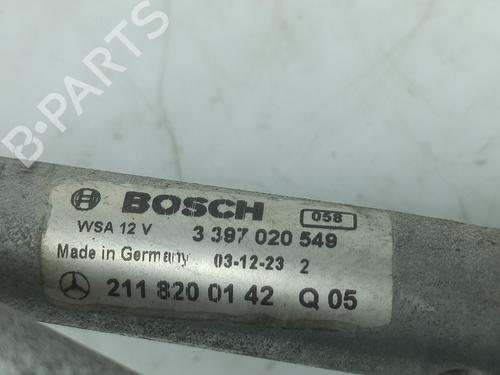 B-PARTS
BOSCH 058
WSA 12 V 3 397 020 549
Made in Germany 03-12-23 2
211 820 01 42 Q 05